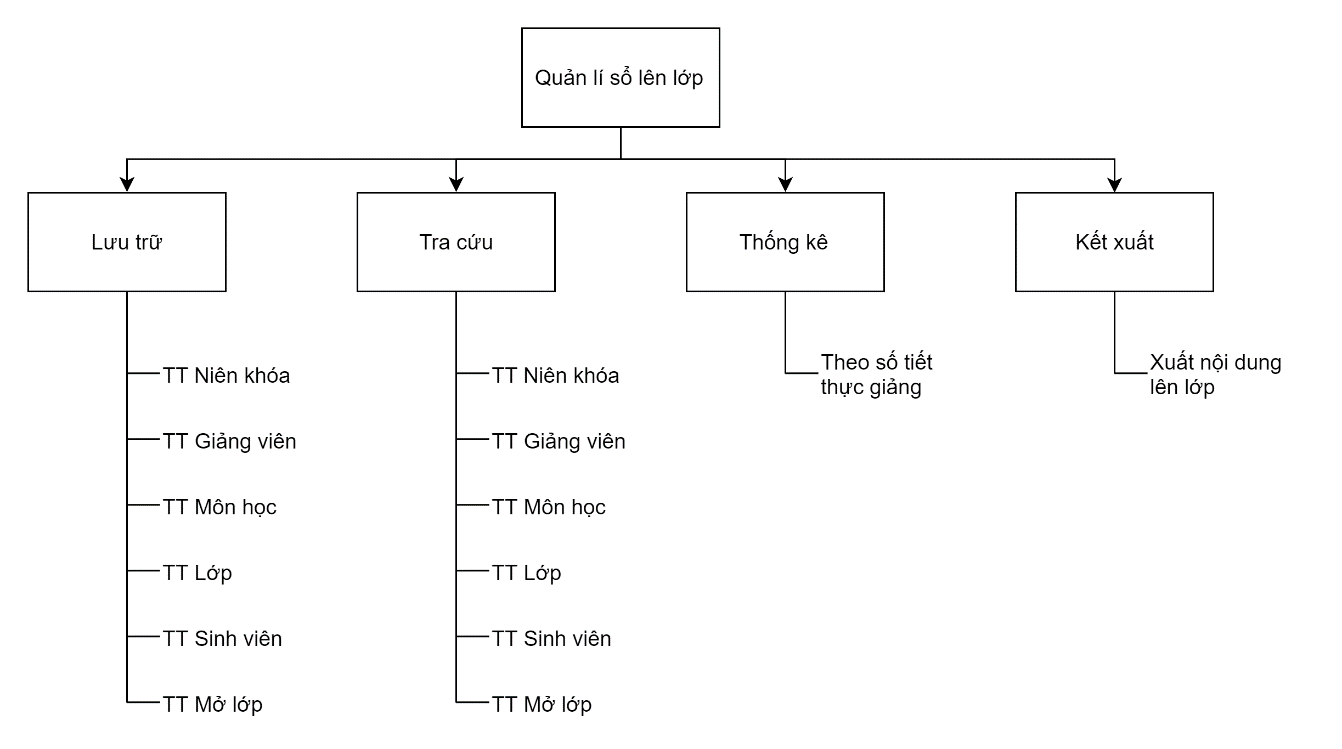 Quản lí sổ lên lớp
Lưu trữ
Tra cứu
Thống kê
Kết xuất
TT Niên khóa
TT Giảng viên
TT Môn học
TT Lớp
TT Sinh viên
TT Mở lớp
TT Niên khóa
TT Giảng viên
TT Môn học
TT Lớp
TT Sinh viên
TT Mở lớp
Theo số tiết
thực giảng
Xuất nội dung
lên lớp